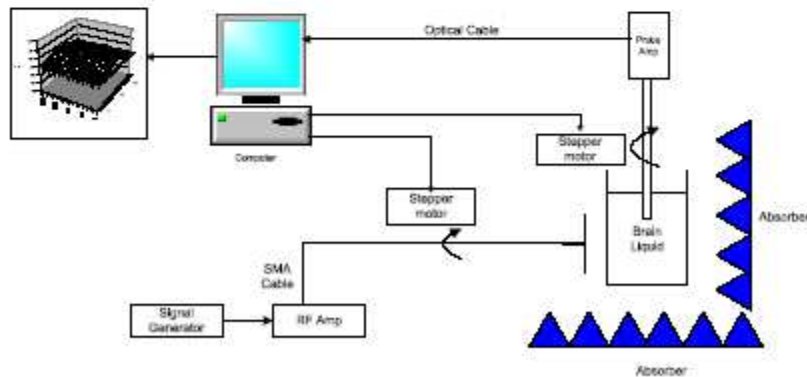 Optical Cable
Probe
Amp
Computer
Stepper
motor
Stepper
motor
Absorber
Brain
Liquid
SMA
Cable
Signal
Generator
RF Amp
Absorber